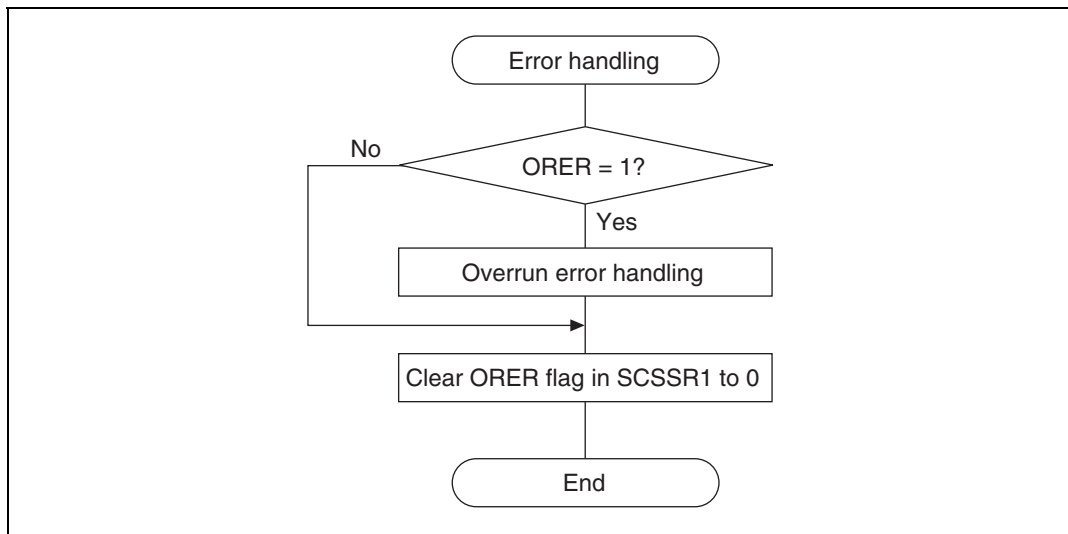 Error handling
No
ORER = 1?
Yes
Overrun error handling
Clear ORER flag in SCSSR1 to 0
End